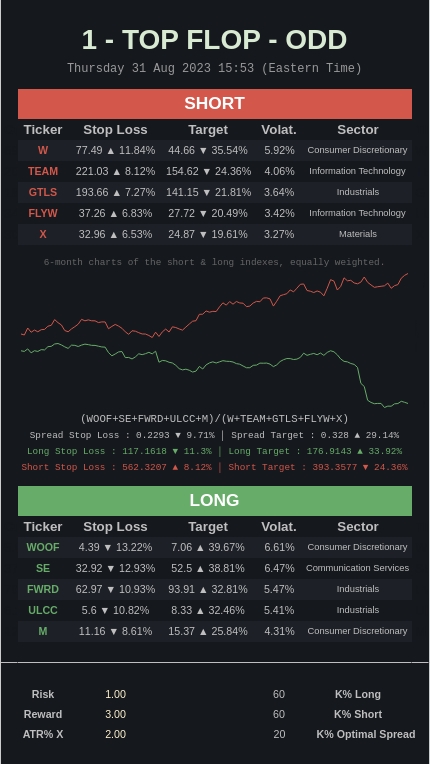 1 - TOP FLOP - ODD
Thursday 31 Aug 2023 15:53 (Eastern Time)
SHORT
Ticker Stop Loss Target Volat. Sector
W 77.49 ▲ 11.84% 44.66 ▼ 35.54% 5.92% Consumer Discretionary
TEAM 221.03 ▲ 8.12% 154.62 ▼ 24.36% 4.06% Information Technology
GTLS 193.66 ▲ 7.27% 141.15 ▼ 21.81% 3.64% Industrials
FLYW 37.26 ▲ 6.83% 27.72 ▼ 20.49% 3.42% Information Technology
X 32.96 ▲ 6.53% 24.87 ▼ 19.61% 3.27% Materials
6-month charts of the short & long indexes, equally weighted.
(WOOF+SE+FWRD+ULCC+M)/(W+TEAM+GTLS+FLYW+X)
Spread Stop Loss : 0.2293 ▼ 9.71% | Spread Target : 0.328 ▲ 29.14%
Long Stop Loss : 117.1618 ▼ 11.3% | Long Target : 176.9143 ▲ 33.92%
Short Stop Loss : 562.3207 ▲ 8.12% | Short Target : 393.3577 ▼ 24.36%
LONG
Ticker Stop Loss Target Volat. Sector
WOOF 4.39 ▼ 13.22% 7.06 ▲ 39.67% 6.61% Consumer Discretionary
SE 32.92 ▼ 12.93% 52.5 ▲ 38.81% 6.47% Communication Services
FWRD 62.97 ▼ 10.93% 93.91 ▲ 32.81% 5.47% Industrials
ULCC 5.6 ▼ 10.82% 8.33 ▲ 32.46% 5.41% Industrials
M 11.16 ▼ 8.61% 15.37 ▲ 25.84% 4.31% Consumer Discretionary
Risk 1.00 60 K% Long
Reward 3.00 60 K% Short
ATR% X 2.00 20 K% Optimal Spread